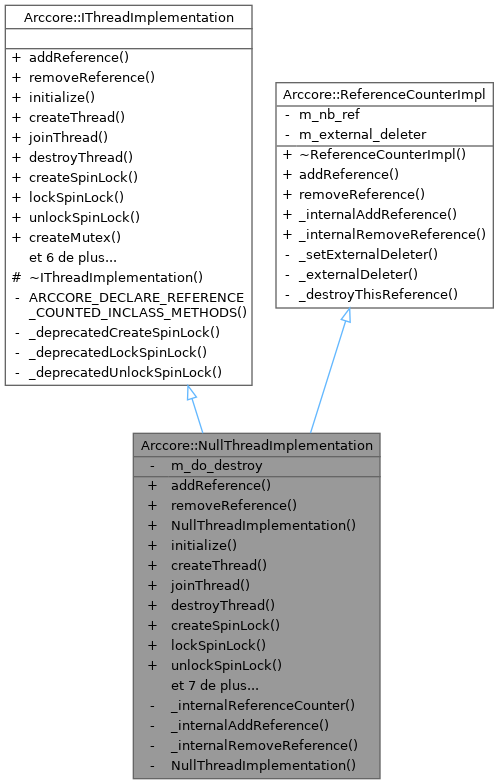 Arccore::IThreadImplementation
+ addReference()
+ removeReference()
+ initialize()
+ createThread()
+ joinThread()
+ destroyThread()
+ createSpinLock()
+ lockSpinLock()
+ unlockSpinLock()
+ createMutex()
et 6 de plus...
# ~IThreadImplementation()
- ARCCORE_DECLARE_REFERENCE
_COUNTED_INCLASS_METHODS()
- _deprecatedCreateSpinLock()
- _deprecatedLockSpinLock()
- _deprecatedUnlockSpinLock()
Arccore::ReferenceCounterImpl
- m_nb_ref
- m_external_deleter
+ ~ReferenceCounterImpl()
+ addReference()
+ removeReference()
+ _internalAddReference()
+ _internalRemoveReference()
- _setExternalDeleter()
- _externalDeleter()
- _destroyThisReference()
Arccore::NullThreadImplementation
- m_do_destroy
+ addReference()
+ removeReference()
+ NullThreadImplementation()
+ initialize()
+ createThread()
+ joinThread()
+ destroyThread()
+ createSpinLock()
+ lockSpinLock()
+ unlockSpinLock()
et 7 de plus...
- _internalReferenceCounter()
- _internalAddReference()
- _internalRemoveReference()
- NullThreadImplementation()